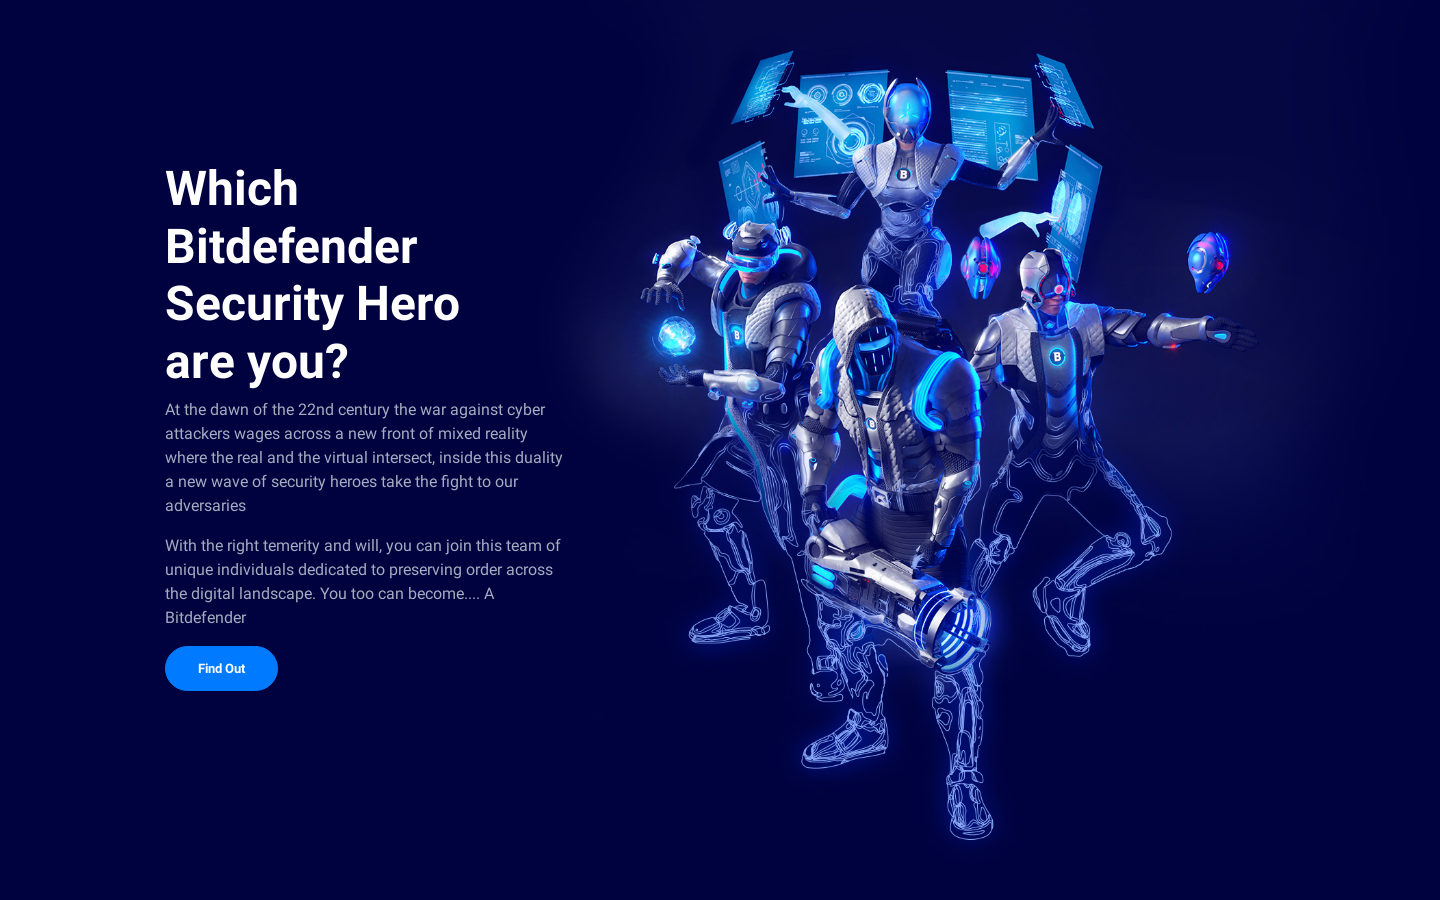 Which
Bitdefender
Security Hero
are you?
At the dawn of the 22nd century the war against cyber
attackers wages across a new front of mixed reality
where the real and the virtual intersect, inside this duality
a new wave of security heroes take the fight to our
adversaries
With the right temerity and will, you can join this team of
unique individuals dedicated to preserving order across
the digital landscape. You too can become.... A
Bitdefender
Find Out
B
B
B
B